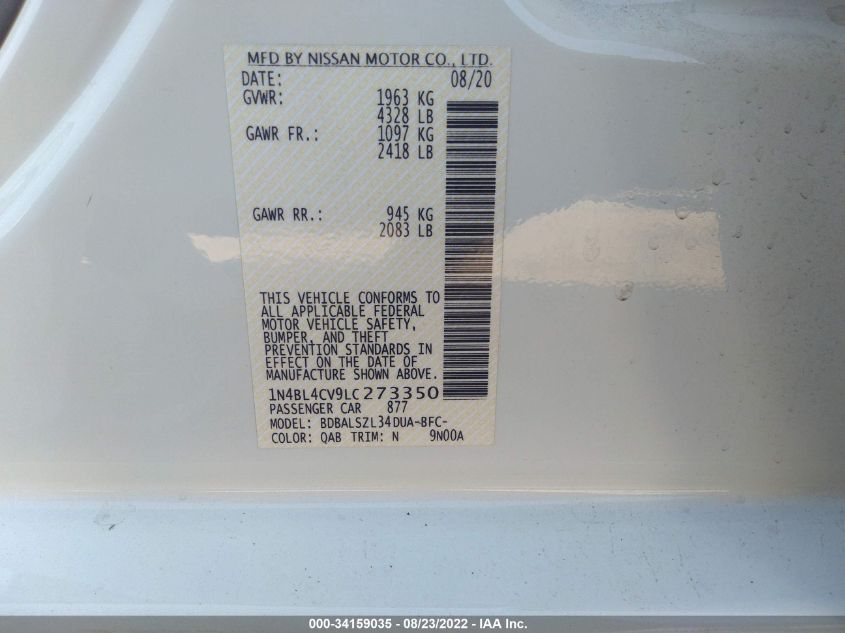 MFD BY NISSAN MOTOR CO., LTD.
DATE: 08/20
GVWR: 1963 KG
4328 LB
GAWR FR.: 1097 KG
2418 LB
GAWR RR.: 945 KG
2083 LB
THIS VEHICLE CONFORMS TO
ALL APPLICABLE FEDERAL
MOTOR VEHICLE SAFETY,
BUMPER, AND THEFT
PREVENTION STANDARDS IN
EFFECT ON THE DATE OF
MANUFACTURE SHOWN ABOVE.
1N4BL4CV9LC273350
PASSENGER CAR 877
MODEL: BDBALSZL34DUA-BFC-
COLOR: QAB TRIM: N 9N00A
000-34159035 - 08/23/2022 - IAA Inc.